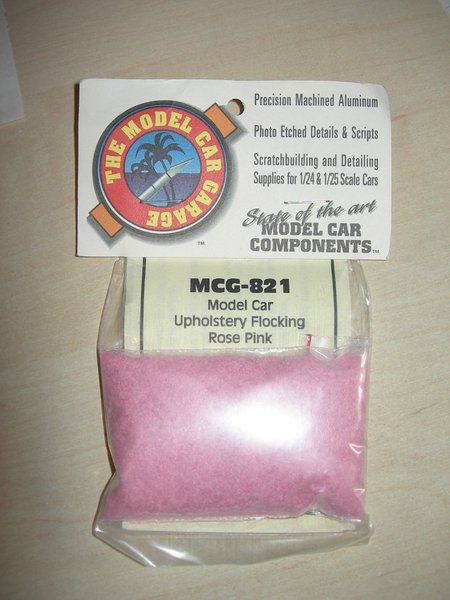 THE MODEL CAR GARAGE
TM
Precision Machined Aluminum
Photo Etched Details & Scripts
Scratchbuilding and Detailing
Supplies for 1/24 & 1/25 Scale Cars
State of the art
MODEL CAR
COMPONENTS TM
MCG-821
Model Car
Upholstery Flocking
Rose Pink